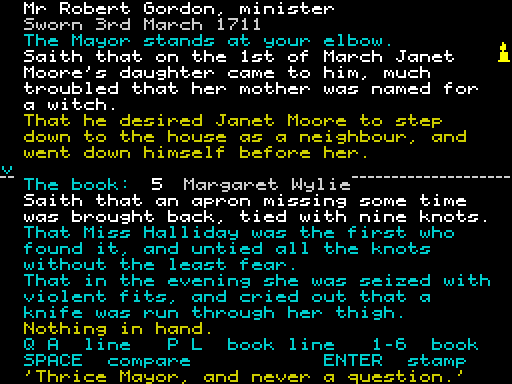 Mr Robert Gordon, minister
Sworn 3rd March 1711
The Mayor stands at your elbow.
Saith that on the 1st of March Janet
Moore's daughter came to him, much
troubled that her mother was named for
a witch.
That he desired Janet Moore to step
down to the house as a neighbour, and
went down himself before her.
v
The book: 5 Margaret Wylie
Saith that an apron missing some time
was brought back, tied with nine knots.
That Miss Halliday was the first who
found it, and untied all the knots
without the least fear.
That in the evening she was seized with
violent fits, and cried out that a
knife was run through her thigh.
Nothing in hand.
Q A line P L book line 1-6 book
SPACE compare ENTER stamp
'Thrice Mayor, and never a question.'